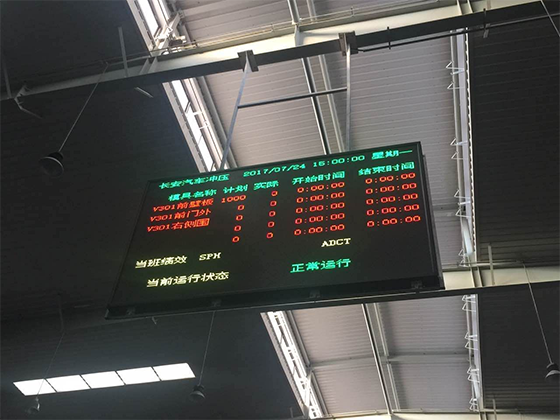 长安汽车冲压 2017/07/24 15:00:00 星期一
模具名称 计划 实际 开始时间 结束时间
V301前壁板 1000 0 0:00:00 0:00:00
V301前门外 0 0 0:00:00 0:00:00
V301右侧围 0 0 0:00:00 0:00:00
0 0 0:00:00 0:00:00
当班绩效 SPH ADCT
当前运行状态 正常运行